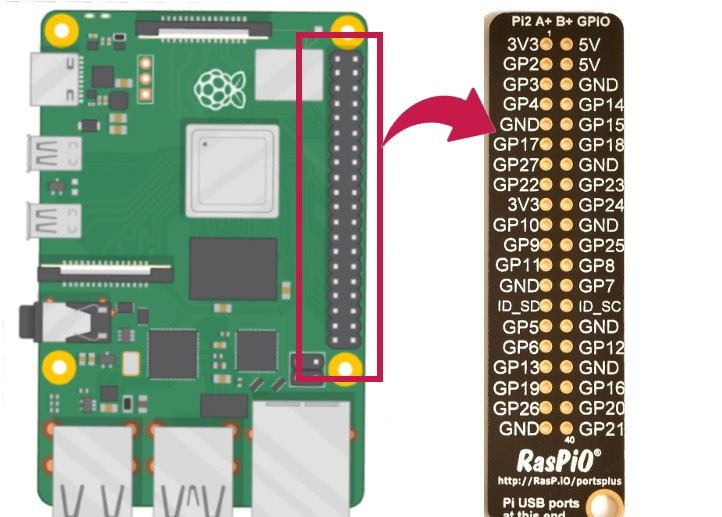 Pi2 A+ B+ GPIO
1
3V3 5V
GP2 5V
GP3 GND
GP4 GP14
GND GP15
GP17 GP18
GP27 GND
GP22 GP23
3V3 GP24
GP10 GND
GP9 GP25
GP11 GP8
GND GP7
ID_SD ID_SC
GP5 GND
GP6 GP12
GP13 GND
GP19 GP16
GP26 GP20
GND GP21
40
RasPiO®
http://RasP.iO/portsplus
Pi USB ports
at this end